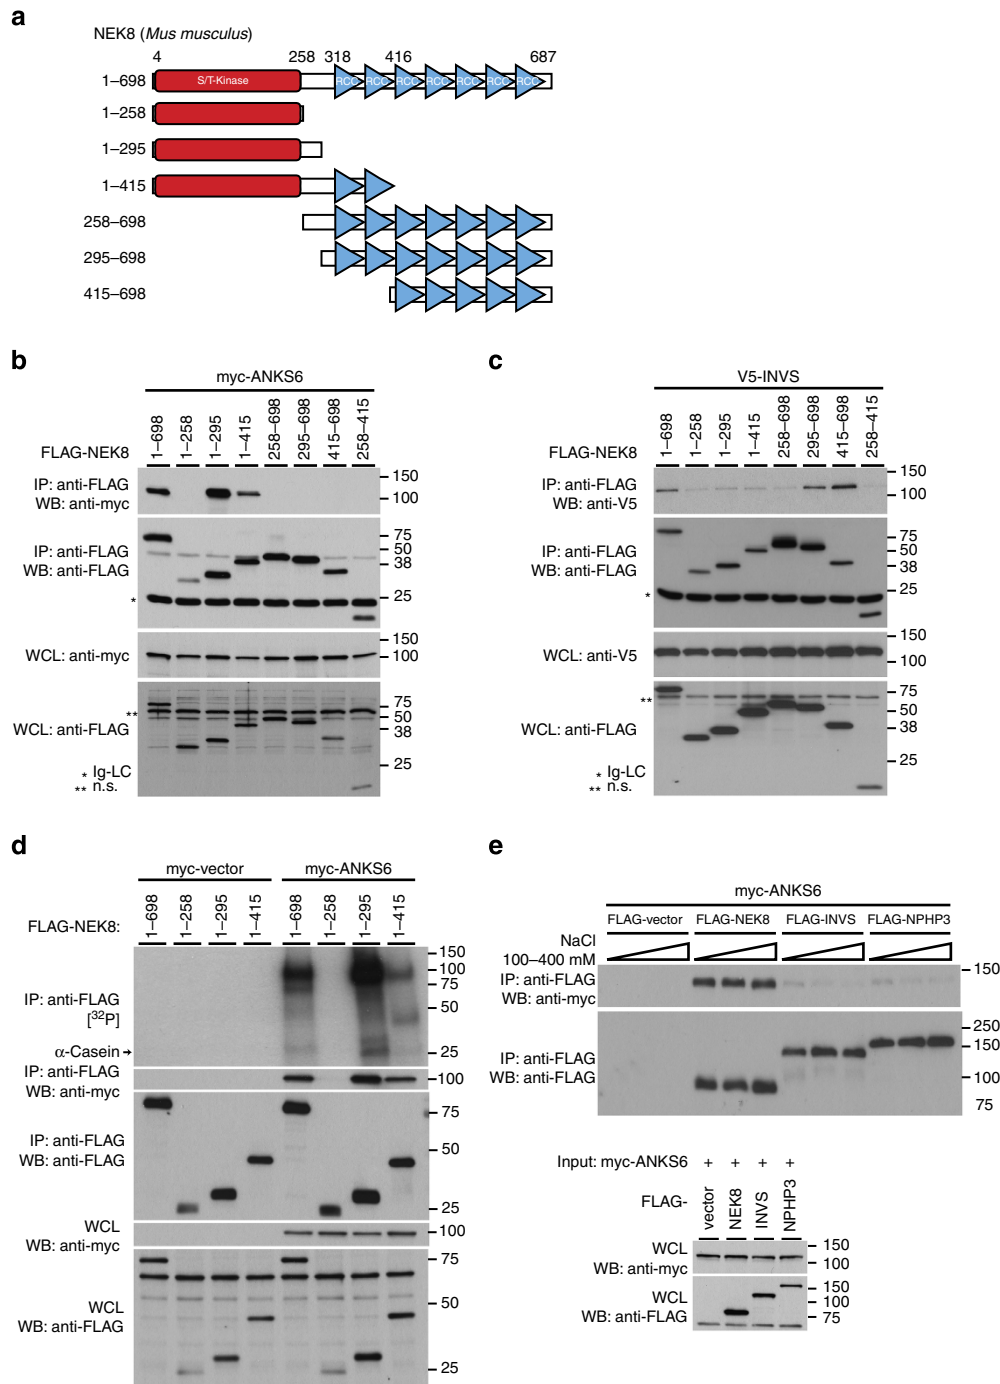 a
NEK8 (Mus musculus)
4 258 318 416 687
1–698 S/T-Kinase RCC RCC RCC RCC RCC RCC RCC
1–258
1–295
1–415
258–698
295–698
415–698
b
myc-ANKS6
FLAG-NEK8 1–698 1–258 1–295 1–415 258–698 295–698 415–698 258–415
IP: anti-FLAG
WB: anti-myc
150
100
IP: anti-FLAG
WB: anti-FLAG
75
50
38
25
*
WCL: anti-myc
150
100
WCL: anti-FLAG
**
75
50
38
25
* Ig-LC
** n.s.
c
V5-INVS
FLAG-NEK8 1–698 1–258 1–295 1–415 258–698 295–698 415–698 258–415
IP: anti-FLAG
WB: anti-V5
150
100
IP: anti-FLAG
WB: anti-FLAG
75
50
38
25
*
WCL: anti-V5
150
100
WCL: anti-FLAG
**
75
50
38
25
* Ig-LC
** n.s.
d
myc-vector myc-ANKS6
FLAG-NEK8: 1–698 1–258 1–295 1–415 1–698 1–258 1–295 1–415
IP: anti-FLAG
[32P]
α-Casein
150
100
75
50
25
IP: anti-FLAG
WB: anti-myc
100
IP: anti-FLAG
WB: anti-FLAG
75
50
25
WCL
WB: anti-myc
100
WCL
WB: anti-FLAG
75
50
25
e
myc-ANKS6
FLAG-vector FLAG-NEK8 FLAG-INVS FLAG-NPHP3
NaCl
100–400 mM
IP: anti-FLAG
WB: anti-myc
150
100
IP: anti-FLAG
WB: anti-FLAG
250
150
100
75
Input: myc-ANKS6 + + + +
FLAG- vector NEK8 INVS NPHP3
WCL
WB: anti-myc
150
100
WCL
WB: anti-FLAG
150
100
75